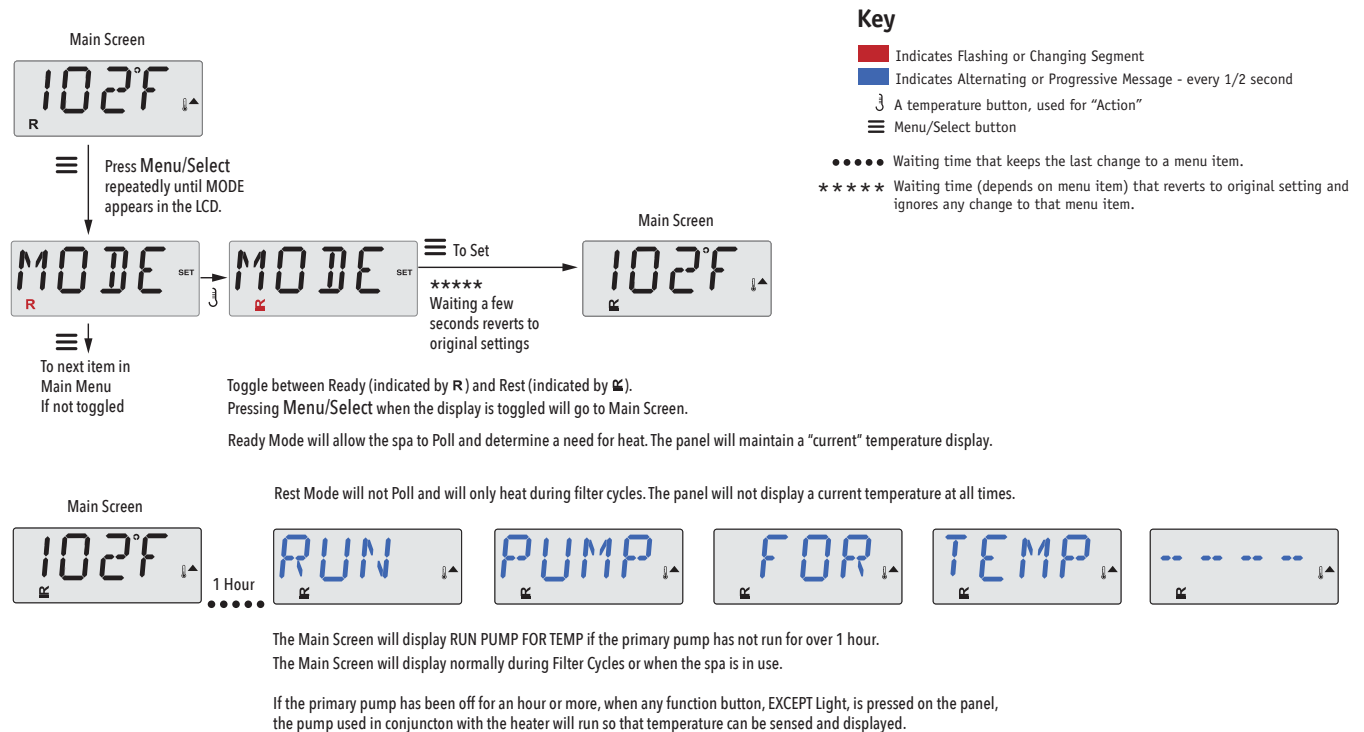 Key
Indicates Flashing or Changing Segment
Indicates Alternating or Progressive Message - every 1/2 second
A temperature button, used for “Action”
Menu/Select button
••••• Waiting time that keeps the last change to a menu item.
***** Waiting time (depends on menu item) that reverts to original setting and
ignores any change to that menu item.
Main Screen
102°F
R
Press Menu/Select
repeatedly until MODE
appears in the LCD.
MODE SET
R
MODE SET
R
To Set
*****
Waiting a few
seconds reverts to
original settings
Main Screen
102°F
R
To next item in
Main Menu
If not toggled
Toggle between Ready (indicated by R) and Rest (indicated by R).
Pressing Menu/Select when the display is toggled will go to Main Screen.
Ready Mode will allow the spa to Poll and determine a need for heat. The panel will maintain a “current” temperature display.
Rest Mode will not Poll and will only heat during filter cycles. The panel will not display a current temperature at all times.
Main Screen
102°F
R
1 Hour
•••••
RUN
PUMP
R
FOR
R
TEMP
R
-- -- -- --
R
The Main Screen will display RUN PUMP FOR TEMP if the primary pump has not run for over 1 hour.
The Main Screen will display normally during Filter Cycles or when the spa is in use.
If the primary pump has been off for an hour or more, when any function button, EXCEPT Light, is pressed on the panel,
the pump used in conjuncton with the heater will run so that temperature can be sensed and displayed.